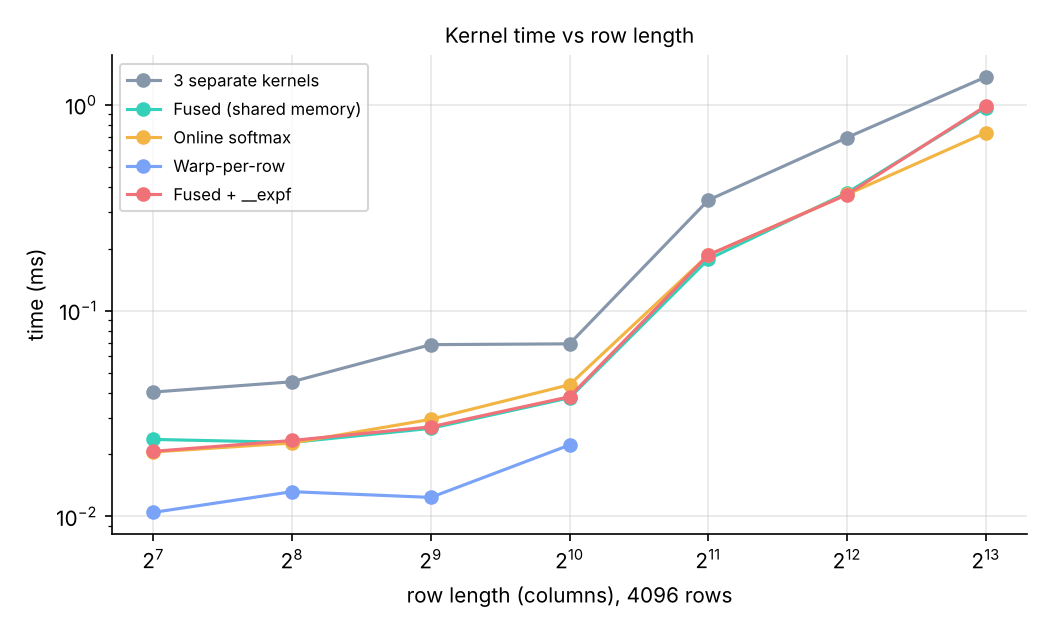 Kernel time vs row length
3 separate kernels
Fused (shared memory)
Online softmax
Warp-per-row
Fused + __expf
time (ms)
10⁰
10⁻¹
10⁻²
2⁷ 2⁸ 2⁹ 2¹⁰ 2¹¹ 2¹² 2¹³
row length (columns), 4096 rows